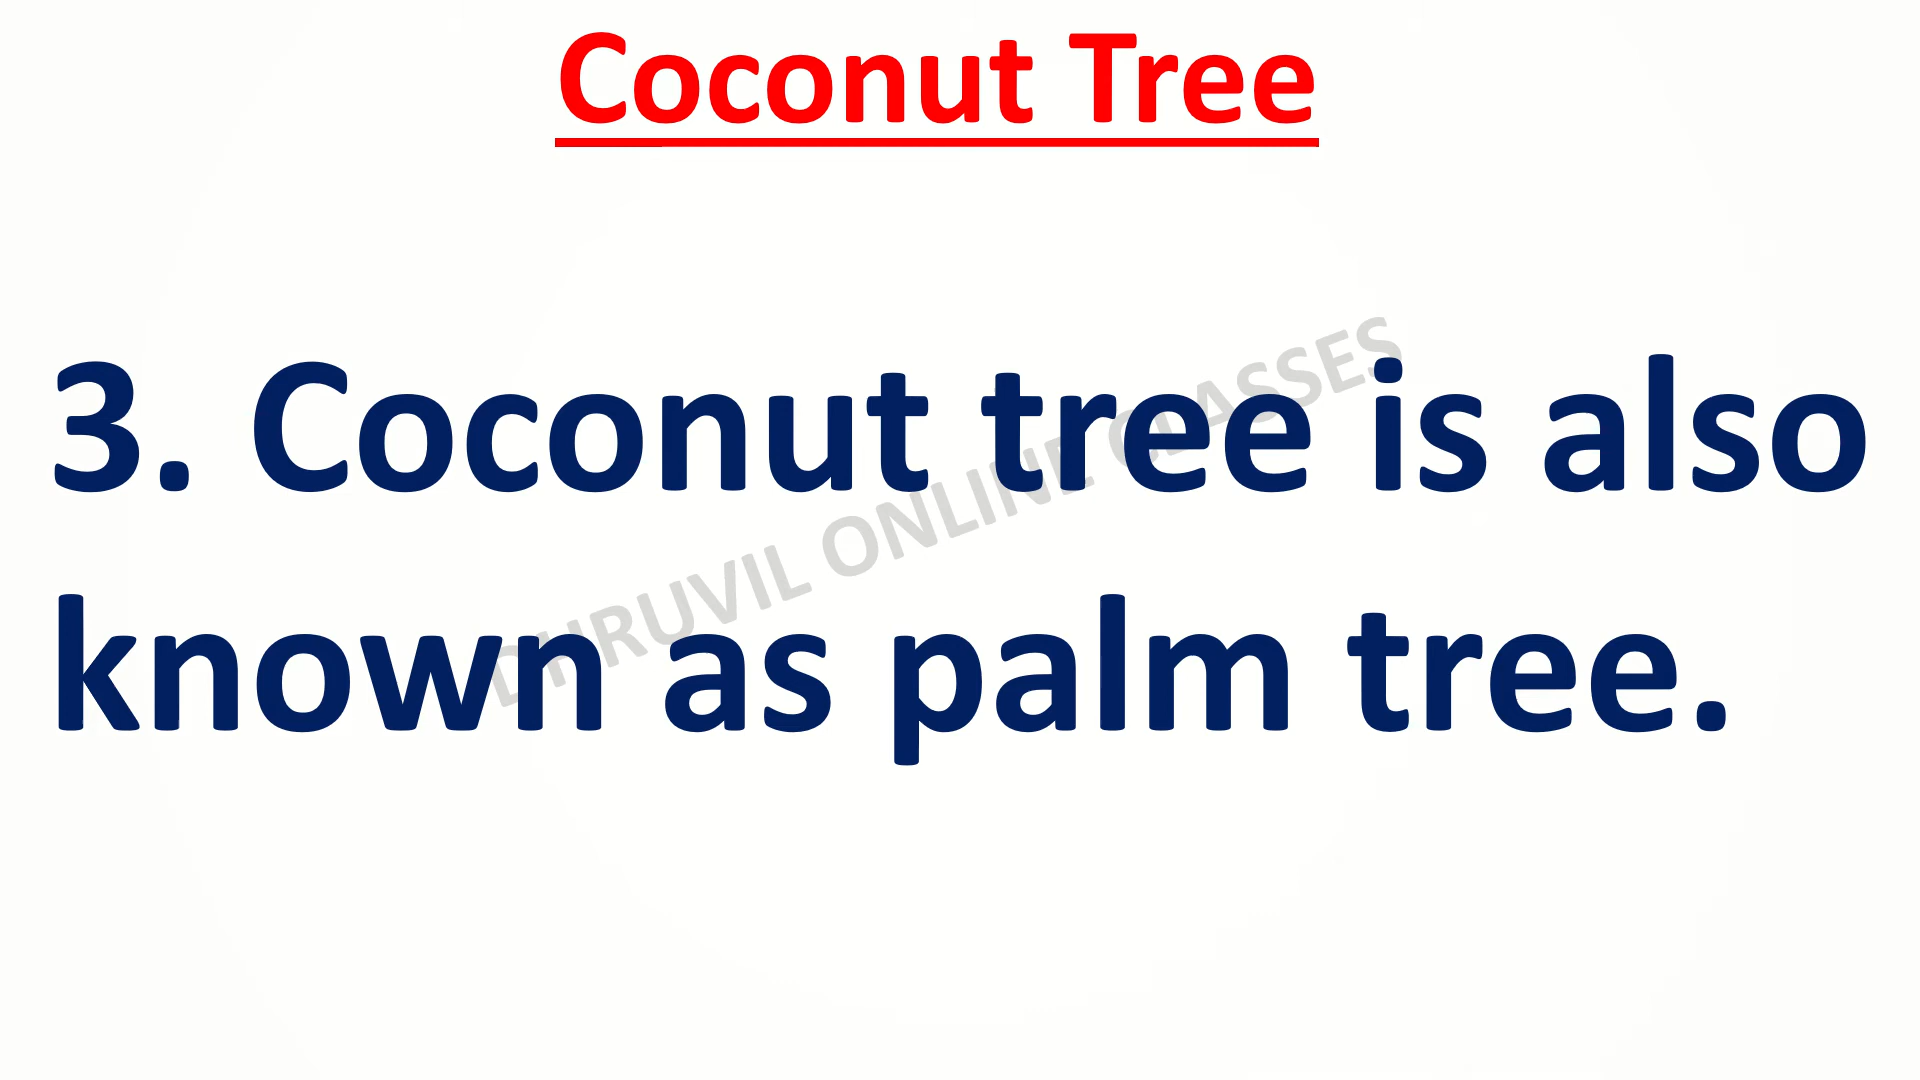 Coconut Tree
3. Coconut tree is also
known as palm tree.
DHRUVIL ONLINE CLASSES